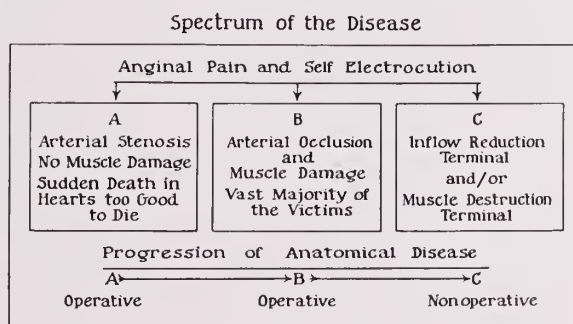 Spectrum of the Disease
Anginal Pain and Self Electrocution
A
Arterial Stenosis
No Muscle Damage
Sudden Death in
Hearts too Good
to Die
B
Arterial Occlusion
and
Muscle Damage
Vast Majority of
the Victims
C
Inflow Reduction
Terminal
and/or
Muscle Destruction
Terminal
Progression of Anatomical Disease
A B C
Operative Operative Nonoperative